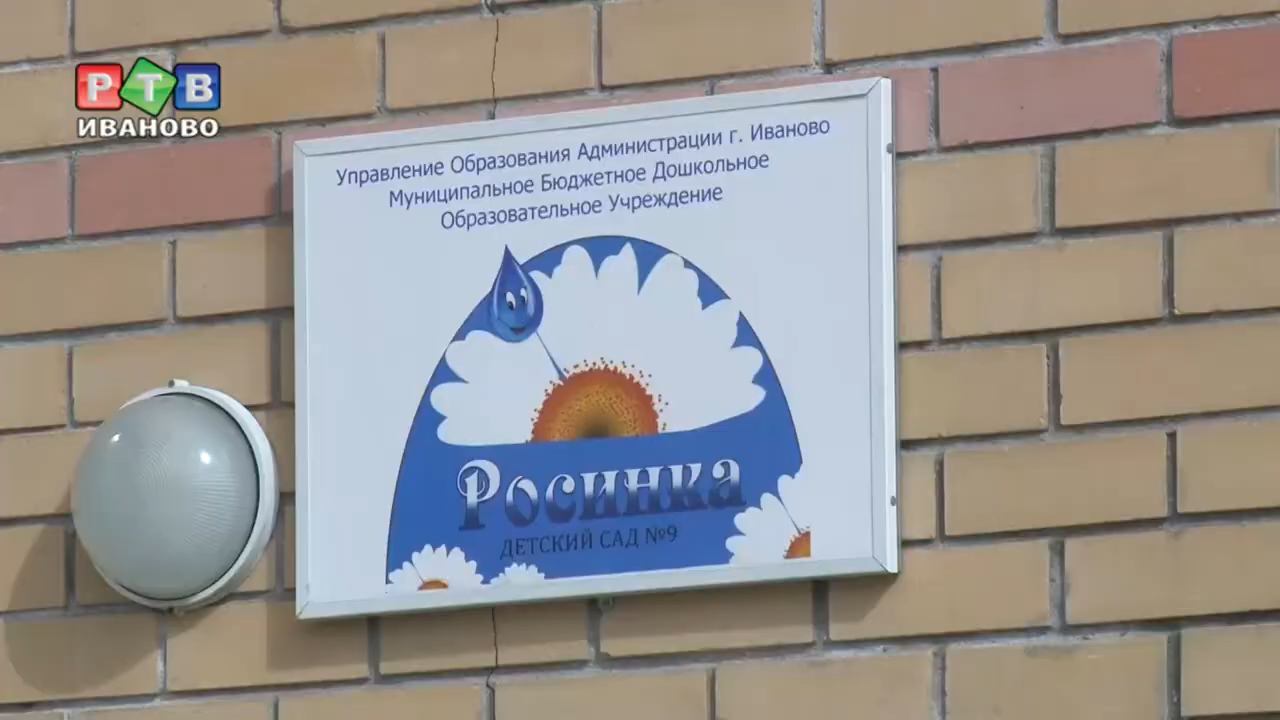 РТВ
ИВАНОВО
Управление Образования Администрации г. Иваново
Муниципальное Бюджетное Дошкольное
Образовательное Учреждение
Росинка
ДЕТСКИЙ САД №9